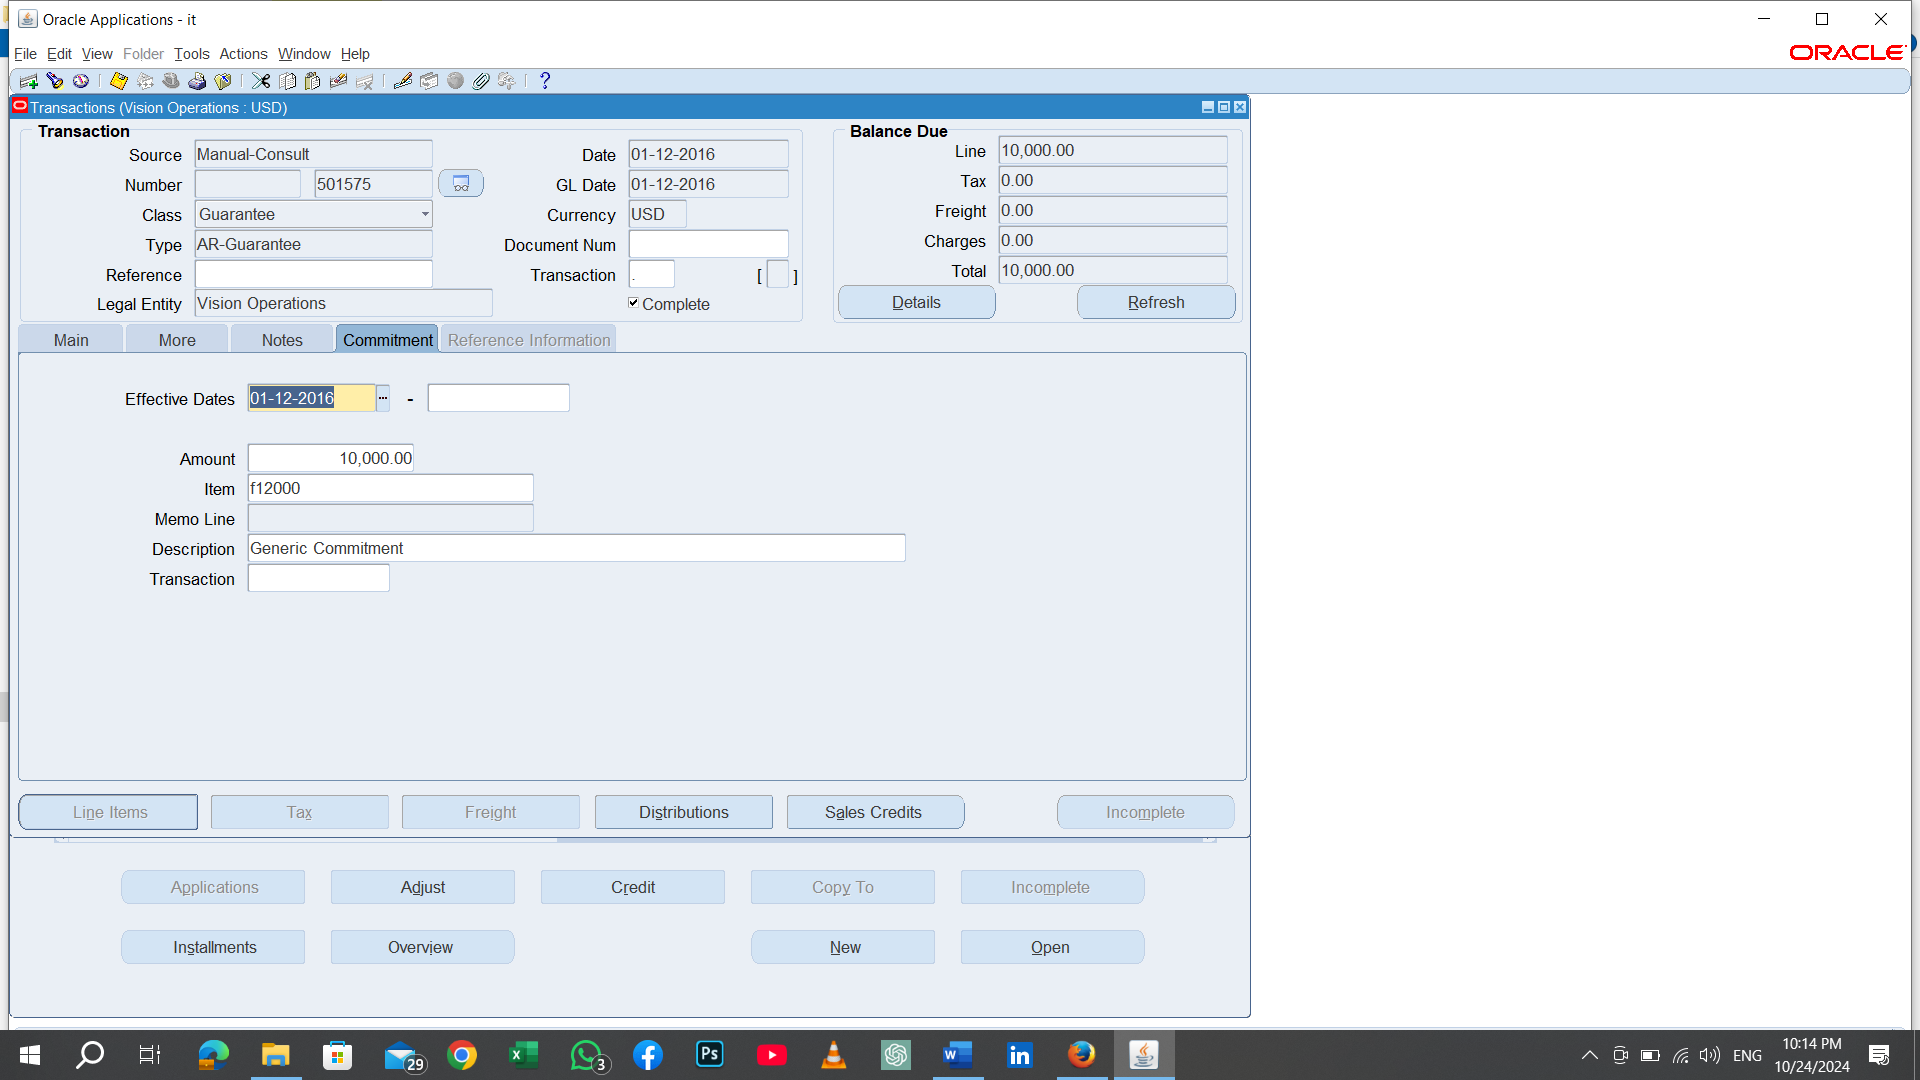 Oracle Applications - it
File Edit View Folder Tools Actions Window Help
ORACLE
Transactions (Vision Operations : USD)
Transaction
Source Manual-Consult
Number 501575
Class Guarantee
Type AR-Guarantee
Reference
Legal Entity Vision Operations
Date 01-12-2016
GL Date 01-12-2016
Currency USD
Document Num
Transaction . [ ]
Complete
Balance Due
Line 10,000.00
Tax 0.00
Freight 0.00
Charges 0.00
Total 10,000.00
Details Refresh
Main More Notes Commitment Reference Information
Effective Dates 01-12-2016 ... -
Amount 10,000.00
Item f12000
Memo Line
Description Generic Commitment
Transaction
Line Items Tax Freight Distributions Sales Credits Incomplete
Applications Adjust Credit Copy To Incomplete
Installments Overview New Open
29 3 Ps W in ENG 10:14 PM
10/24/2024